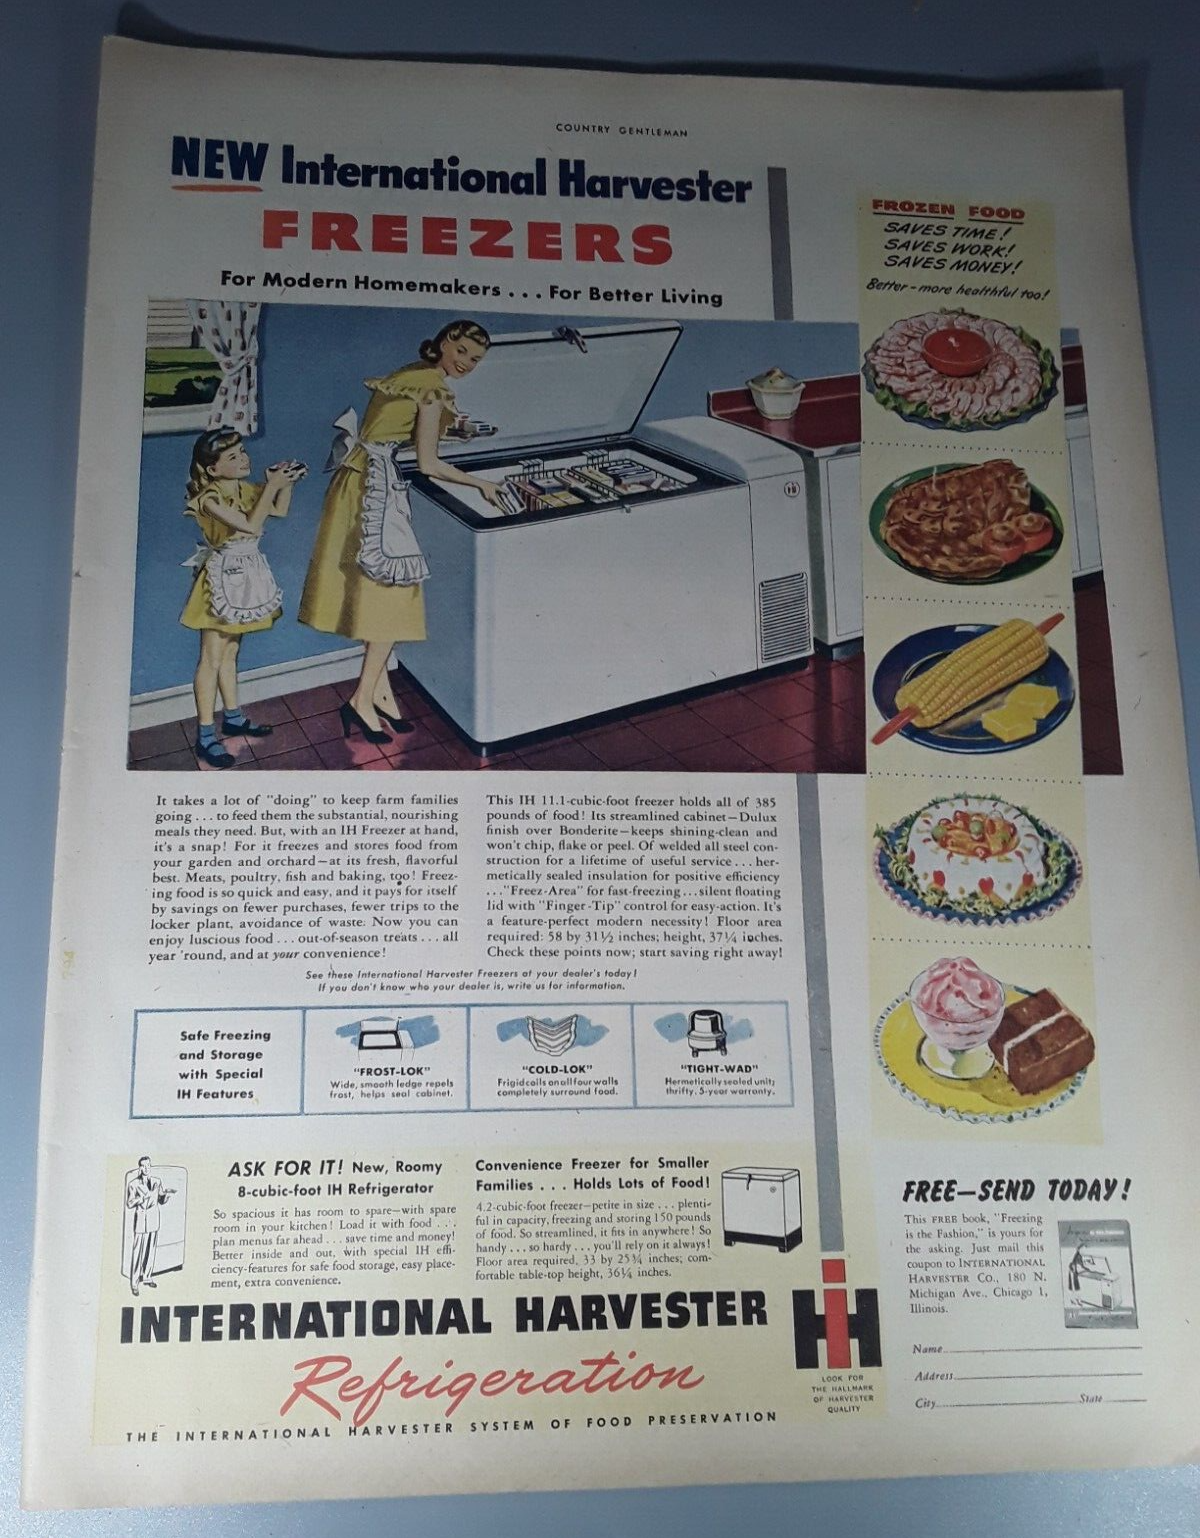 COUNTRY GENTLEMAN
NEW International Harvester
FREEZERS
For Modern Homemakers . . . For Better Living
FROZEN FOOD
SAVES TIME!
SAVES WORK!
SAVES MONEY!
Better - more healthful too!
It takes a lot of "doing" to keep farm families
going . . . to feed them the substantial, nourishing
meals they need. But, with an IH Freezer at hand,
it's a snap! For it freezes and stores food from
your garden and orchard—at its fresh, flavorful
best. Meats, poultry, fish and baking, too! Freez-
ing food is so quick and easy, and it pays for itself
by savings on fewer purchases, fewer trips to the
locker plant, avoidance of waste. Now you can
enjoy luscious food . . . out-of-season treats . . . all
year 'round, and at your convenience!
This IH 11.1-cubic-foot freezer holds all of 385
pounds of food! Its streamlined cabinet—Dulux
finish over Bonderite—keeps shining-clean and
won't chip, flake or peel. Of welded all steel con-
struction for a lifetime of useful service . . . her-
metically sealed insulation for positive efficiency
. . . "Freez-Area" for fast-freezing . . . silent floating
lid with "Finger-Tip" control for easy-action. It's
a feature-perfect modern necessity! Floor area
required: 58 by 31½ inches; height, 37¼ inches.
Check these points now; start saving right away!
See these International Harvester Freezers at your dealer's today!
If you don't know who your dealer is, write us for information.
Safe Freezing
and Storage
with Special
IH Features
"FROST-LOK"
Wide, smooth ledge repels
frost, helps seal cabinet.
"COLD-LOK"
Frigid coils on all four walls
completely surround food.
"TIGHT-WAD"
Hermetically sealed unit;
thrifty. 5-year warranty.
ASK FOR IT! New, Roomy
8-cubic-foot IH Refrigerator
So spacious it has room to spare—with spare
room in your kitchen! Load it with food . . .
plan menus far ahead . . . save time and money!
Better inside and out, with special IH effi-
ciency-features for safe food storage, easy place-
ment, extra convenience.
Convenience Freezer for Smaller
Families . . . Holds Lots of Food!
4.2-cubic-foot freezer—petite in size . . . plenti-
ful in capacity, freezing and storing 150 pounds
of food. So streamlined, it fits in anywhere! So
handy . . . so hardy . . . you'll rely on it always!
Floor area required, 33 by 25¾ inches; com-
fortable table-top height, 36¼ inches.
INTERNATIONAL HARVESTER
Refrigeration
THE INTERNATIONAL HARVESTER SYSTEM OF FOOD PRESERVATION
IH
LOOK FOR
THE HALLMARK
OF HARVESTER
QUALITY
FREE—SEND TODAY!
This FREE book, "Freezing
is the Fashion," is yours for
the asking. Just mail this
coupon to INTERNATIONAL
HARVESTER CO., 180 N.
Michigan Ave., Chicago 1,
Illinois.
Name
Address
City State